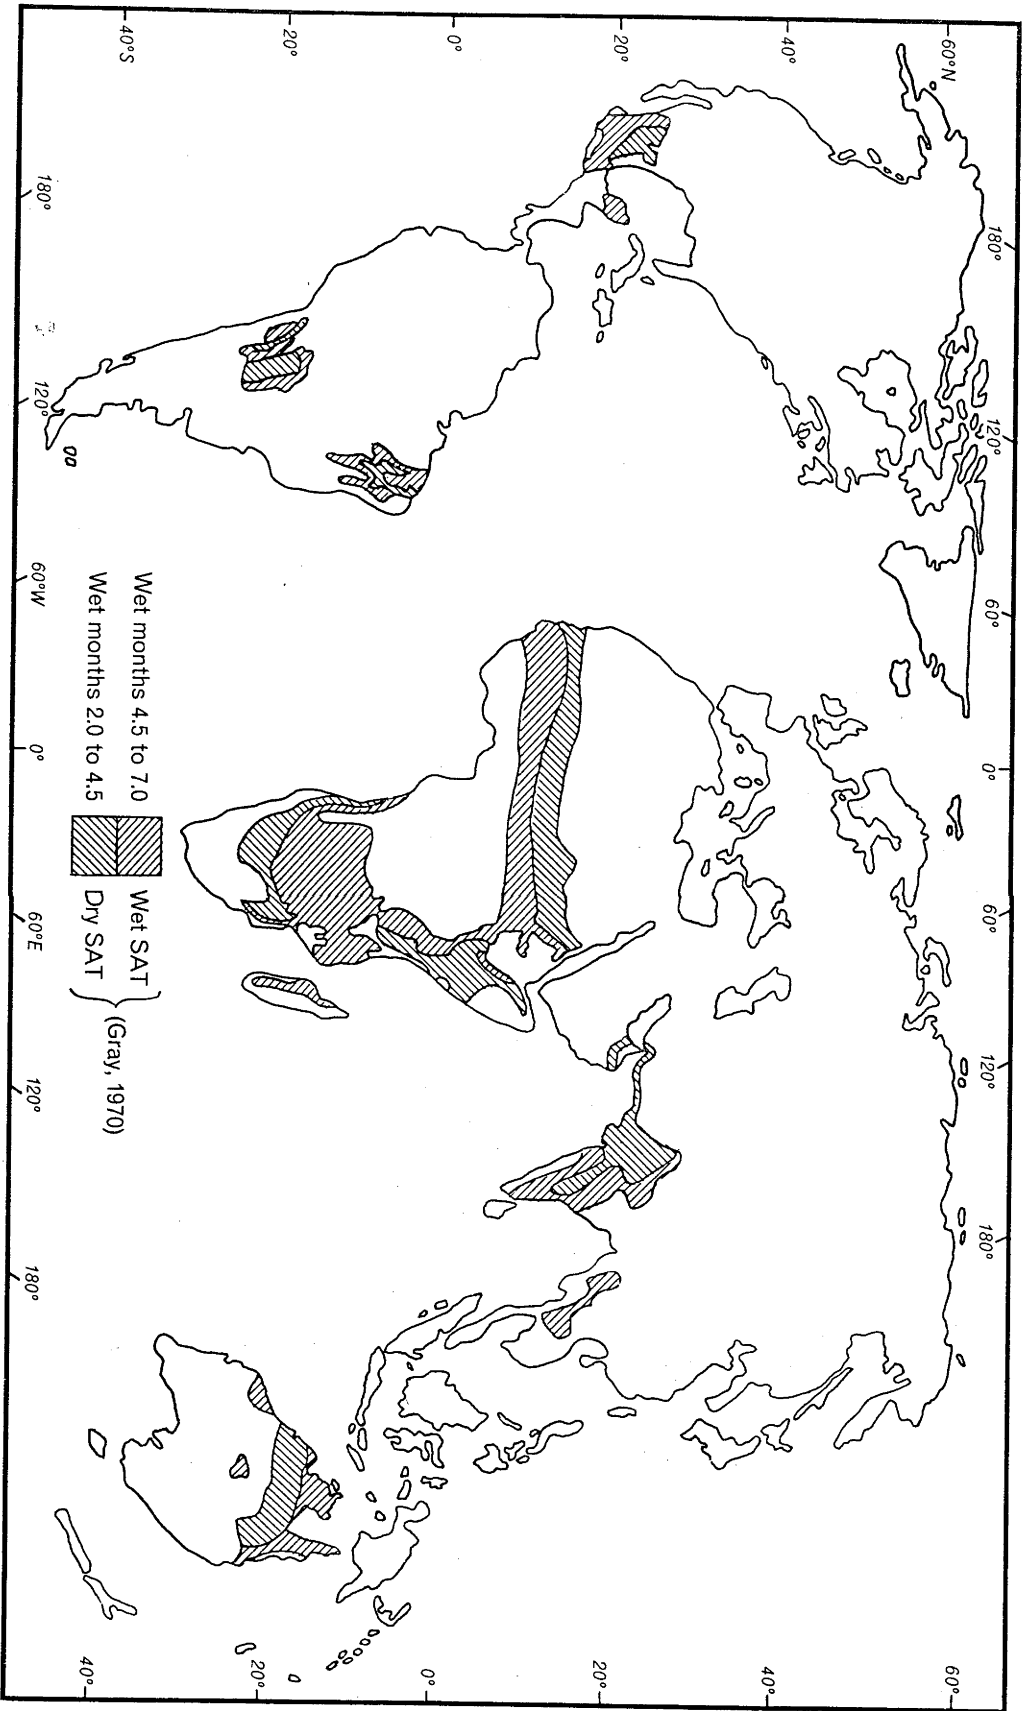 180° 120° 60° 0° 60° 120° 180°
60°N 60°
40° 40°
20° 20°
0° 0°
20° 20°
40°S 40°
Wet months 4.5 to 7.0 Wet SAT
(Gray, 1970)
Wet months 2.0 to 4.5 Dry SAT
180° 120° 60°W 0° 60°E 120° 180°